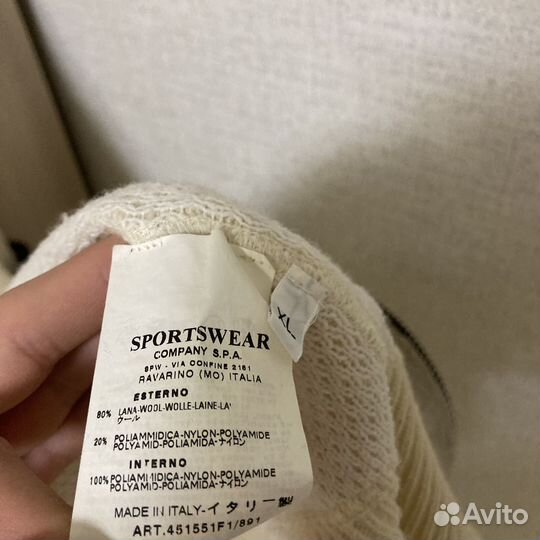 SPORTSWEAR
COMPANY S.P.A.
SPW - VIA CONFINE 2161
RAVARINO (MO) ITALIA
ESTERNO
80% LANA-WOOL-WOLLE-LAINE-LA'
ウール
20% POLIAMMIDICA-NYLON-POLYAMIDE
POLYAMID-POLIAMIDA-ナイロン
INTERNO
100% POLIAMMIDICA-NYLON-POLYAMIDE
POLYAMID-POLIAMIDA-ナイロン
MADE IN ITALY-イタリー製
ART.451551F1/891
XL
Avito